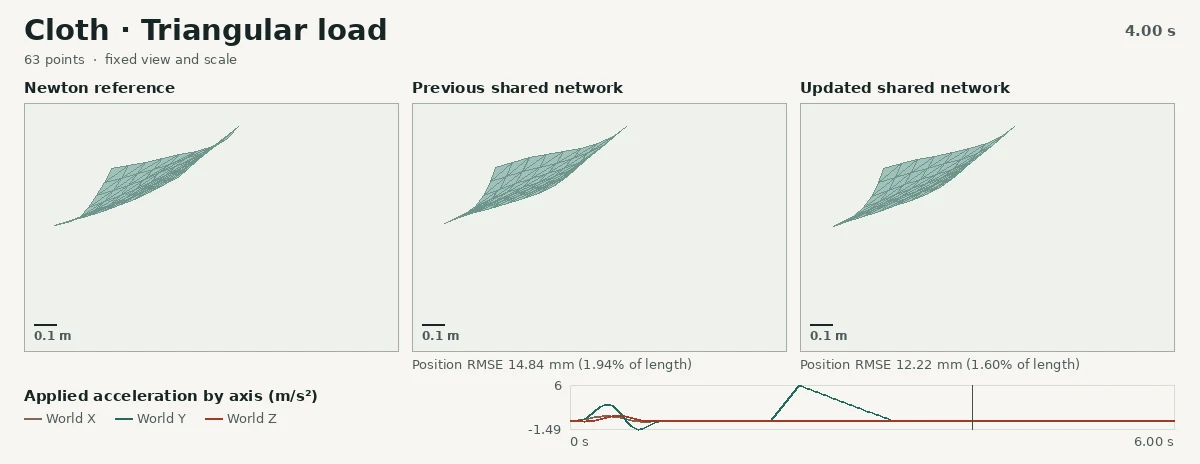 Cloth · Triangular load
4.00 s
63 points · fixed view and scale
Newton reference
Previous shared network
Updated shared network
0.1 m
0.1 m
0.1 m
Position RMSE 14.84 mm (1.94% of length)
Position RMSE 12.22 mm (1.60% of length)
Applied acceleration by axis (m/s²)
World X
World Y
World Z
6
-1.49
0 s
6.00 s